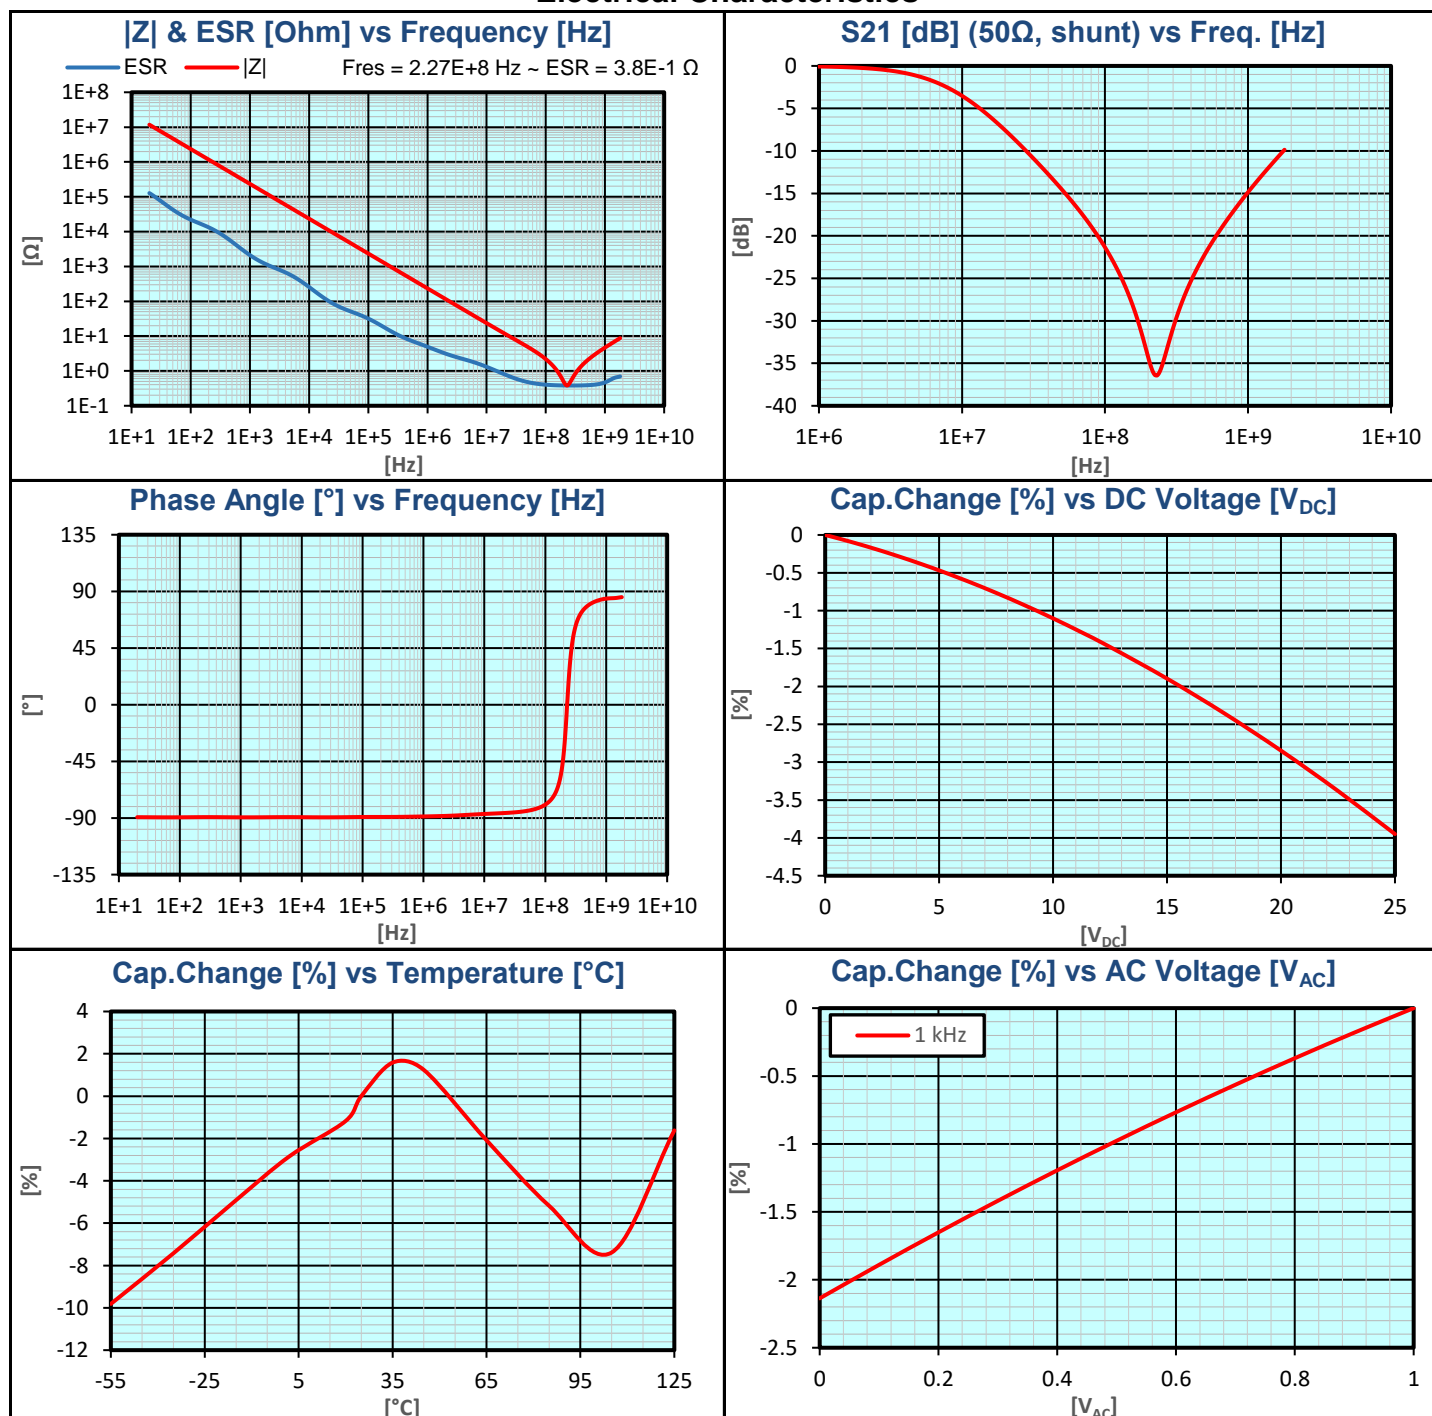 Electrical Characteristics
|Z| & ESR [Ohm] vs Frequency [Hz]
ESR |Z| Fres = 2.27E+8 Hz ~ ESR = 3.8E-1 Ω
1E+8
1E+7
1E+6
1E+5
1E+4
1E+3
1E+2
1E+1
1E+0
1E-1
[Ω]
1E+1 1E+2 1E+3 1E+4 1E+5 1E+6 1E+7 1E+8 1E+9 1E+10
[Hz]
S21 [dB] (50Ω, shunt) vs Freq. [Hz]
0
-5
-10
-15
-20
-25
-30
-35
-40
[dB]
1E+6 1E+7 1E+8 1E+9 1E+10
[Hz]
Phase Angle [°] vs Frequency [Hz]
135
90
45
0
-45
-90
-135
[°]
1E+1 1E+2 1E+3 1E+4 1E+5 1E+6 1E+7 1E+8 1E+9 1E+10
[Hz]
Cap.Change [%] vs DC Voltage [VDC]
0
-0.5
-1
-1.5
-2
-2.5
-3
-3.5
-4
-4.5
[%]
0 5 10 15 20 25
[VDC]
Cap.Change [%] vs Temperature [°C]
4
2
0
-2
-4
-6
-8
-10
-12
[%]
-55 -25 5 35 65 95 125
[°C]
Cap.Change [%] vs AC Voltage [VAC]
1 kHz
0
-0.5
-1
-1.5
-2
-2.5
[%]
0 0.2 0.4 0.6 0.8 1
[VAC]